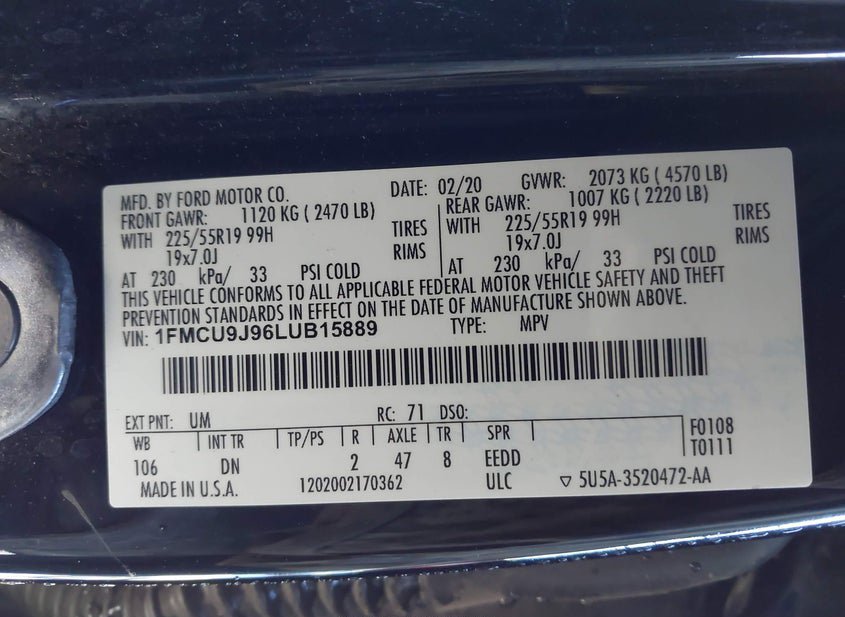 MFD. BY FORD MOTOR CO. DATE: 02/20 GVWR: 2073 KG ( 4570 LB)
FRONT GAWR: 1120 KG ( 2470 LB) REAR GAWR: 1007 KG ( 2220 LB)
WITH 225/55R19 99H TIRES WITH 225/55R19 99H TIRES
19x7.0J RIMS 19x7.0J RIMS
AT 230 kPa/ 33 PSI COLD AT 230 kPa/ 33 PSI COLD
THIS VEHICLE CONFORMS TO ALL APPLICABLE FEDERAL MOTOR VEHICLE SAFETY AND THEFT
PREVENTION STANDARDS IN EFFECT ON THE DATE OF MANUFACTURE SHOWN ABOVE.
VIN: 1FMCU9J96LUB15889 TYPE: MPV
EXT PNT: UM RC: 71 DSO:
WB INT TR TP/PS R AXLE TR SPR F0108
106 DN 2 47 8 EEDD T0111
MADE IN U.S.A. 1202002170362 ULC ▽ 5U5A-3520472-AA